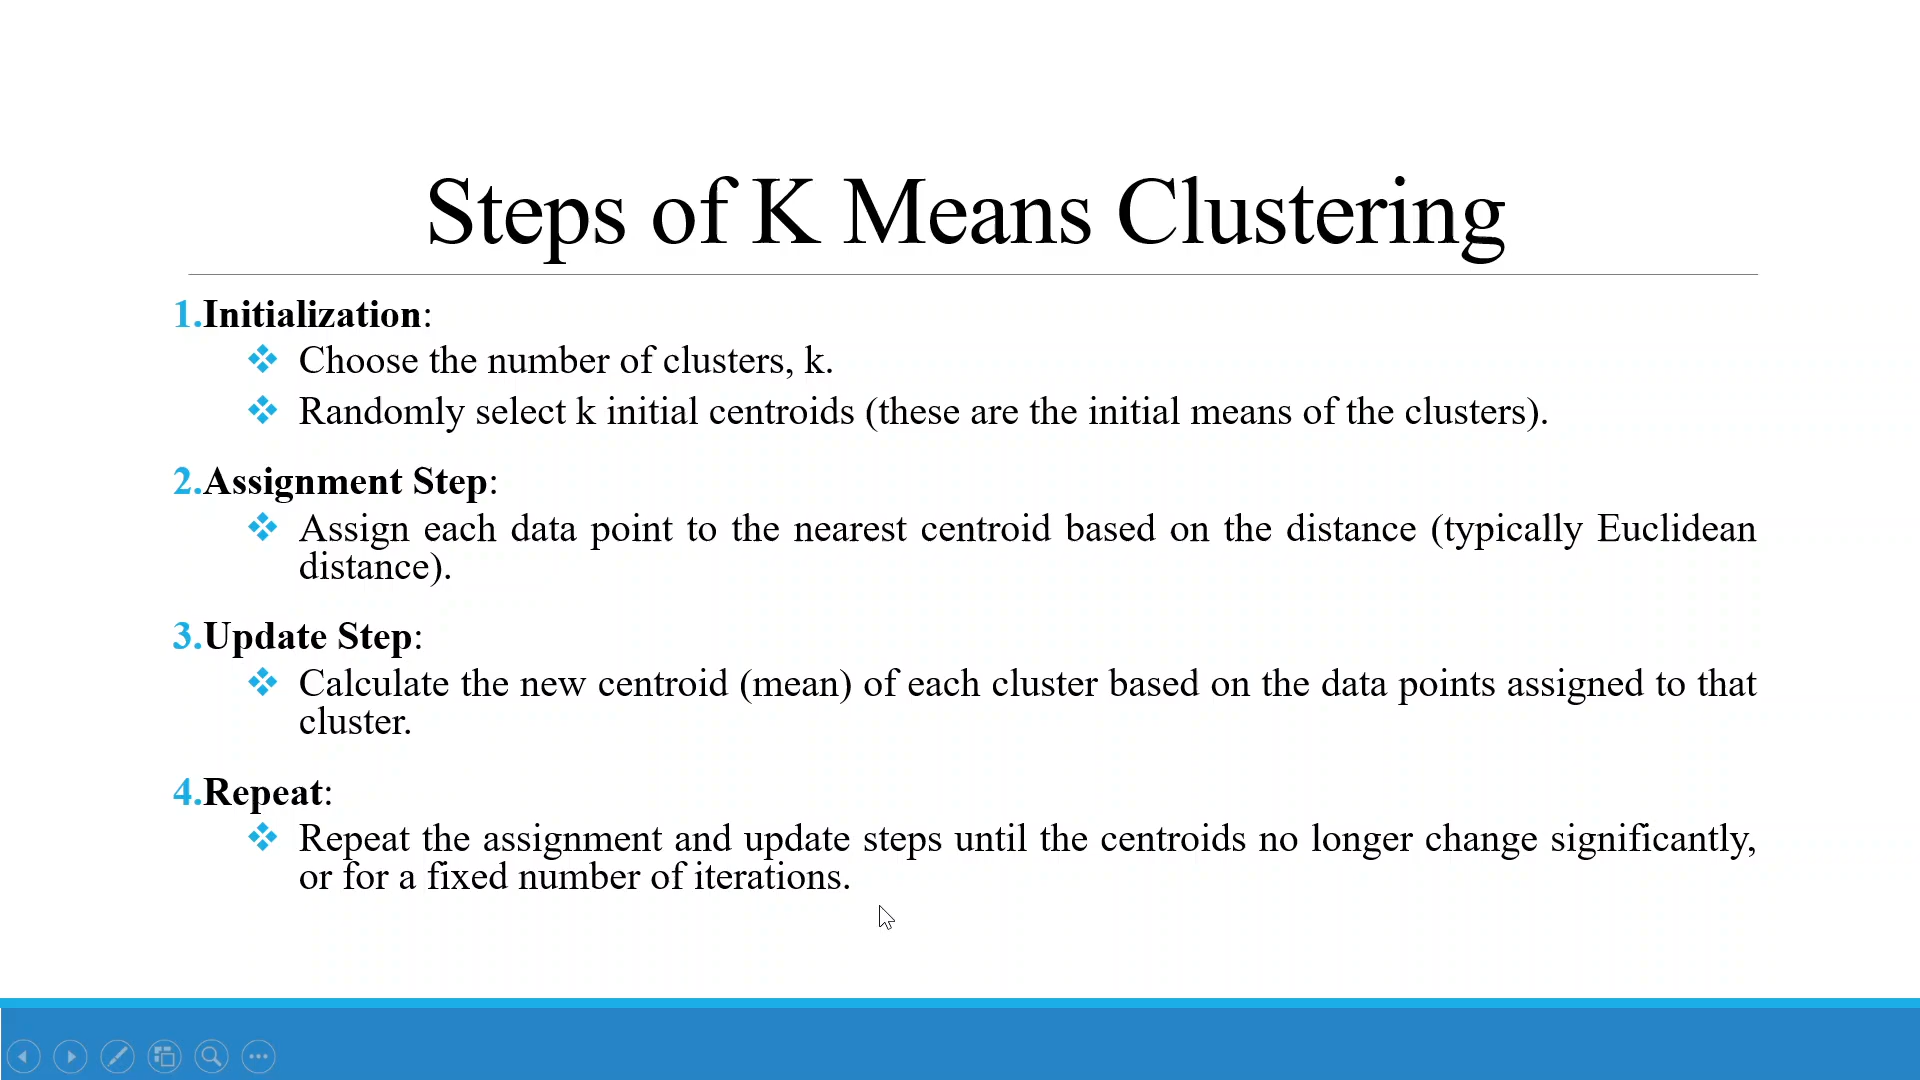 Steps of K Means Clustering
1.Initialization:
❖ Choose the number of clusters, k.
❖ Randomly select k initial centroids (these are the initial means of the clusters).
2.Assignment Step:
❖ Assign each data point to the nearest centroid based on the distance (typically Euclidean
distance).
3.Update Step:
❖ Calculate the new centroid (mean) of each cluster based on the data points assigned to that
cluster.
4.Repeat:
❖ Repeat the assignment and update steps until the centroids no longer change significantly,
or for a fixed number of iterations.